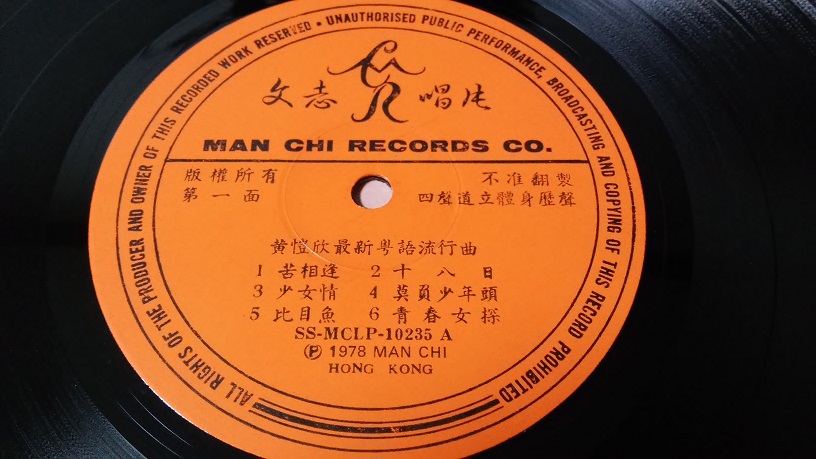 ALL RIGHTS OF THE PRODUCER AND OWNER OF THIS RECORDED WORK RESERVED • UNAUTHORISED PUBLIC PERFORMANCE, BROADCASTING AND COPYING OF THIS RECORD PROHIBITED
文志 唱片
MAN CHI RECORDS CO.
版權所有 不准翻製
第一面 四聲道立體身歷聲
黃愷欣最新粵語流行曲
1 苦相逢 2 十八日
3 少女情 4 莫負少年頭
5 比目魚 6 青春女探
SS-MCLP-10235 A
Ⓟ 1978 MAN CHI
HONG KONG